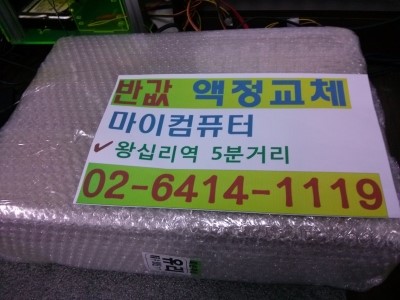 반값 액정교체
마이컴퓨터
✔ 왕십리역 5분거리
02-6414-1119